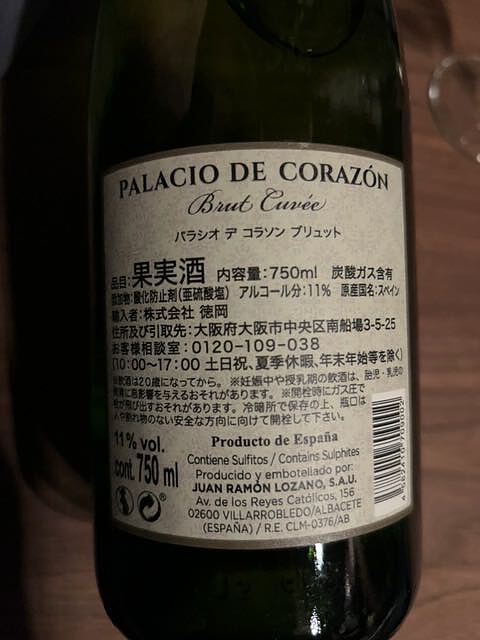 PALACIO DE CORAZÓN
Brut Cuvée
パラシオ デ コラソン ブリュット
品目:果実酒 内容量:750ml 炭酸ガス含有
添加物:酸化防止剤(亜硫酸塩) アルコール分:11% 原産国名:スペイン
輸入者:株式会社 徳岡
住所及び引取先:大阪府大阪市中央区南船場3-5-25
お客様相談室:0120-109-038
(10:00~17:00 土日祝、夏季休暇、年末年始等を除く)
※飲酒は20歳になってから。 ※妊娠中や授乳期の飲酒は、胎児・乳児の
発育に悪影響を与えるおそれがあります。 ※開栓時にガス圧で
栓が飛び出すおそれがあります。冷暗所で保存の上、瓶口は
人や割れ物のない安全な方向に向けて開栓して下さい。
11% vol.
cont. 750 ml
Producto de España
Contiene Sulfitos / Contains Sulphites
Producido y embotellado por:
JUAN RAMÓN LOZANO, S.A.U.
Av. de los Reyes Católicos, 156
02600 VILLARROBLEDO/ALBACETE
(ESPAÑA) / R.E. CLM-0376/AB